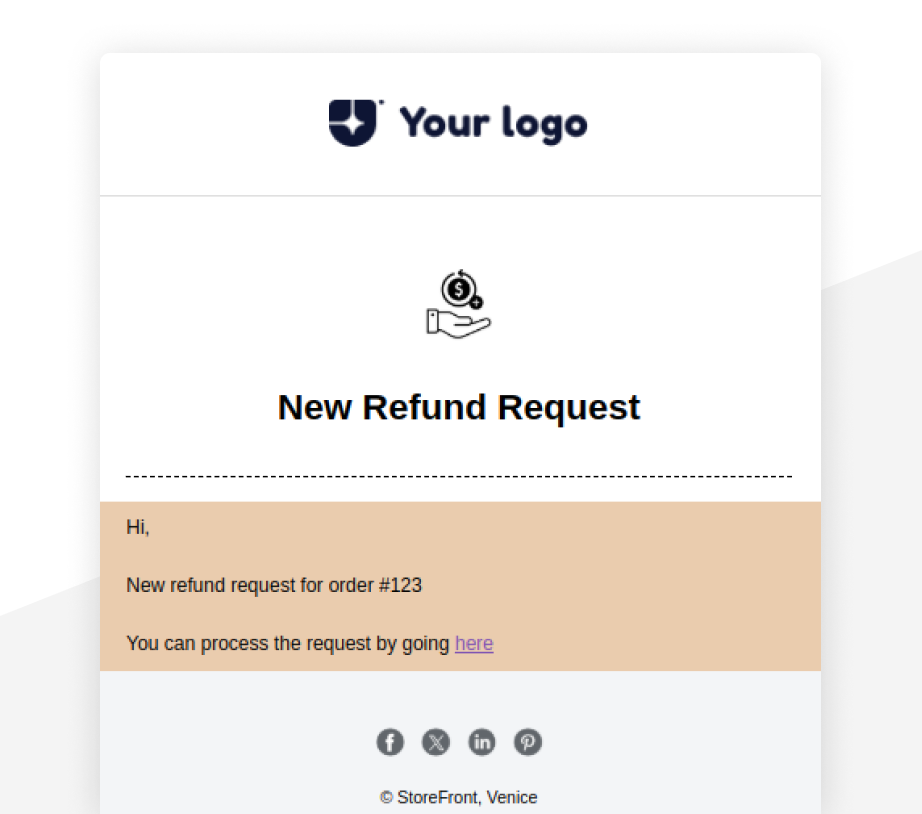 Your logo
$
New Refund Request
Hi,
New refund request for order #123
You can process the request by going here
f X in P
© StoreFront, Venice